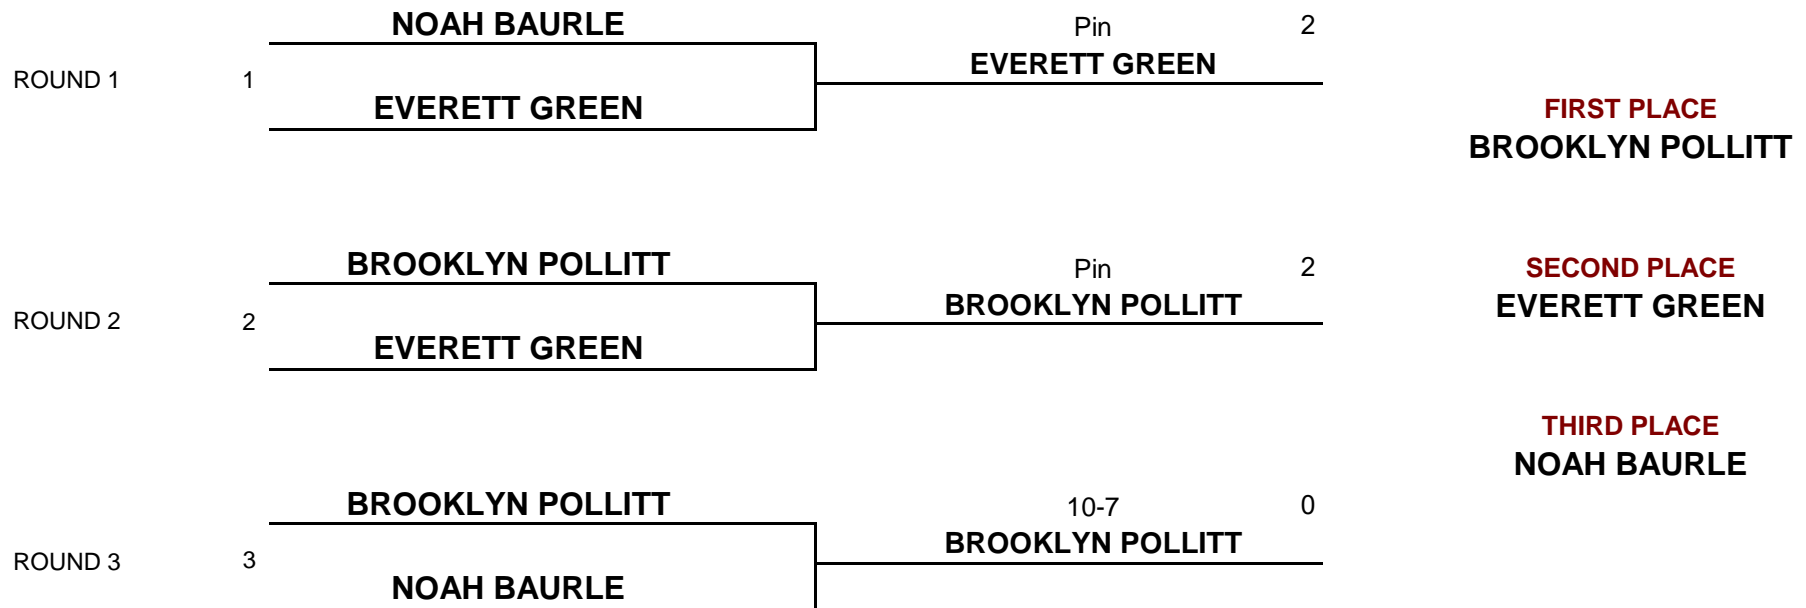 NOAH BAURLE
Pin 2
EVERETT GREEN
ROUND 1 1
EVERETT GREEN
FIRST PLACE
BROOKLYN POLLITT
BROOKLYN POLLITT
Pin 2
SECOND PLACE
BROOKLYN POLLITT
EVERETT GREEN
ROUND 2 2
EVERETT GREEN
THIRD PLACE
NOAH BAURLE
BROOKLYN POLLITT
10-7 0
BROOKLYN POLLITT
ROUND 3 3
NOAH BAURLE